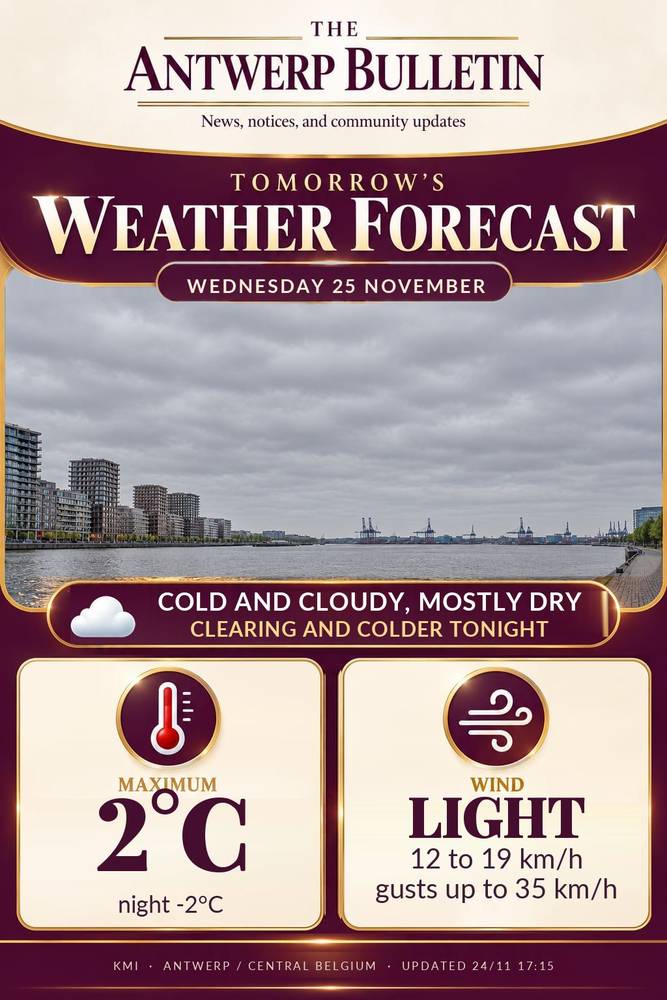 THE
ANTWERP BULLETIN
News, notices, and community updates
TOMORROW'S
WEATHER FORECAST
WEDNESDAY 25 NOVEMBER
COLD AND CLOUDY, MOSTLY DRY
CLEARING AND COLDER TONIGHT
MAXIMUM
2°C
night -2°C
WIND
LIGHT
12 to 19 km/h
gusts up to 35 km/h
KMI · ANTWERP / CENTRAL BELGIUM · UPDATED 24/11 17:15